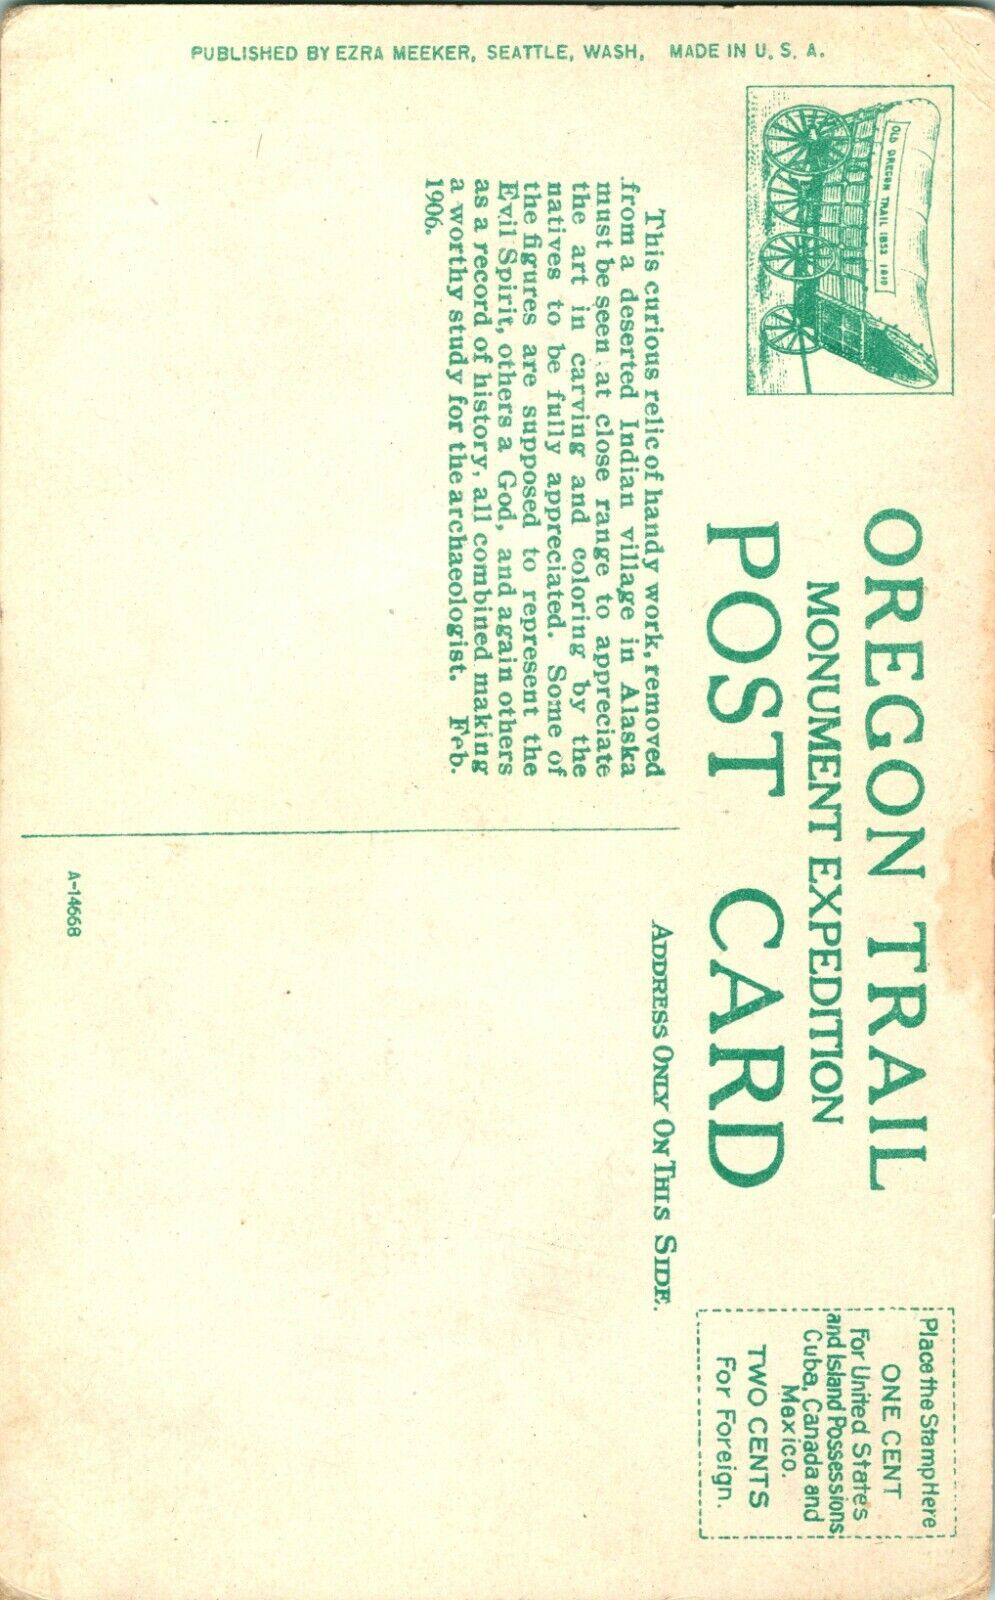 PUBLISHED BY EZRA MEEKER, SEATTLE, WASH, MADE IN U. S. A.
OLD OREGON TRAIL 1852 1910
OREGON TRAIL
MONUMENT EXPEDITION
POST CARD
Place the Stamp Here
ONE CENT
For United States
and Island Possessions
Cuba, Canada and
Mexico.
TWO CENTS
For Foreign.
This curious relic of handy work, removed
from a deserted Indian village in Alaska
must be seen at close range to appreciate
the art in carving and coloring by the
natives to be fully appreciated. Some of
the figures are supposed to represent the
Evil Spirit, others a God, and again others
as a record of history, all combined making
a worthy study for the archaeologist. Feb.
1906.
ADDRESS ONLY ON THIS SIDE.
A-14668